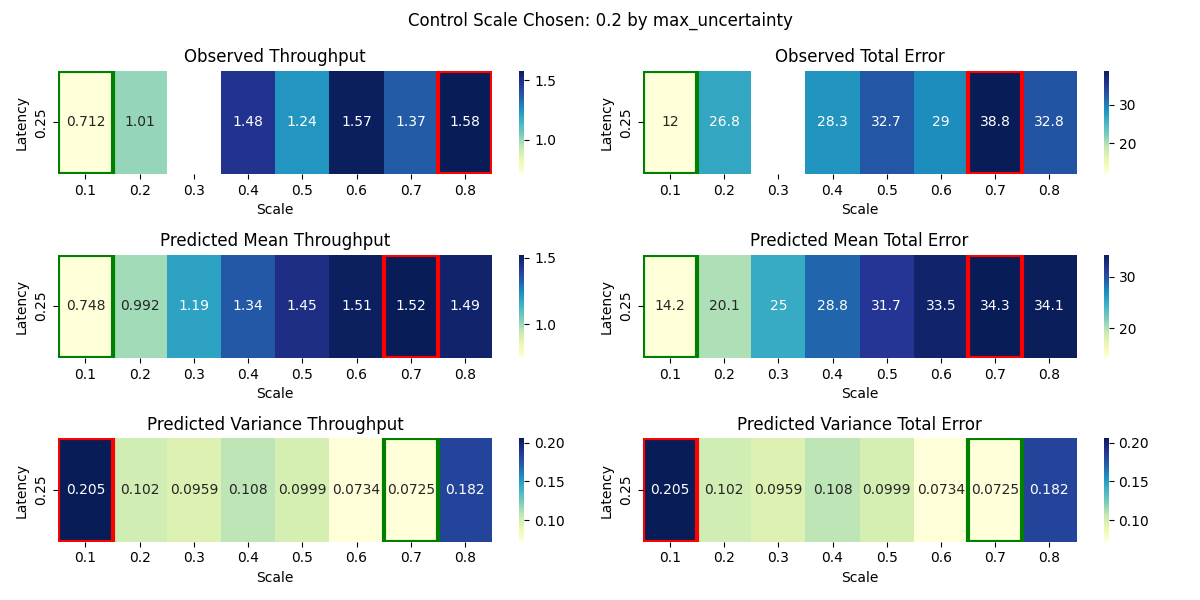 Control Scale Chosen: 0.2 by max_uncertainty
Observed Throughput
Latency
0.25
0.712 1.01 1.48 1.24 1.57 1.37 1.58
0.1 0.2 0.3 0.4 0.5 0.6 0.7 0.8
Scale
1.5
1.0
Observed Total Error
Latency
0.25
12 26.8 28.3 32.7 29 38.8 32.8
0.1 0.2 0.3 0.4 0.5 0.6 0.7 0.8
Scale
30
20
Predicted Mean Throughput
Latency
0.25
0.748 0.992 1.19 1.34 1.45 1.51 1.52 1.49
0.1 0.2 0.3 0.4 0.5 0.6 0.7 0.8
Scale
1.5
1.0
Predicted Mean Total Error
Latency
0.25
14.2 20.1 25 28.8 31.7 33.5 34.3 34.1
0.1 0.2 0.3 0.4 0.5 0.6 0.7 0.8
Scale
30
20
Predicted Variance Throughput
Latency
0.25
0.205 0.102 0.0959 0.108 0.0999 0.0734 0.0725 0.182
0.1 0.2 0.3 0.4 0.5 0.6 0.7 0.8
Scale
0.20
0.15
0.10
Predicted Variance Total Error
Latency
0.25
0.205 0.102 0.0959 0.108 0.0999 0.0734 0.0725 0.182
0.1 0.2 0.3 0.4 0.5 0.6 0.7 0.8
Scale
0.20
0.15
0.10